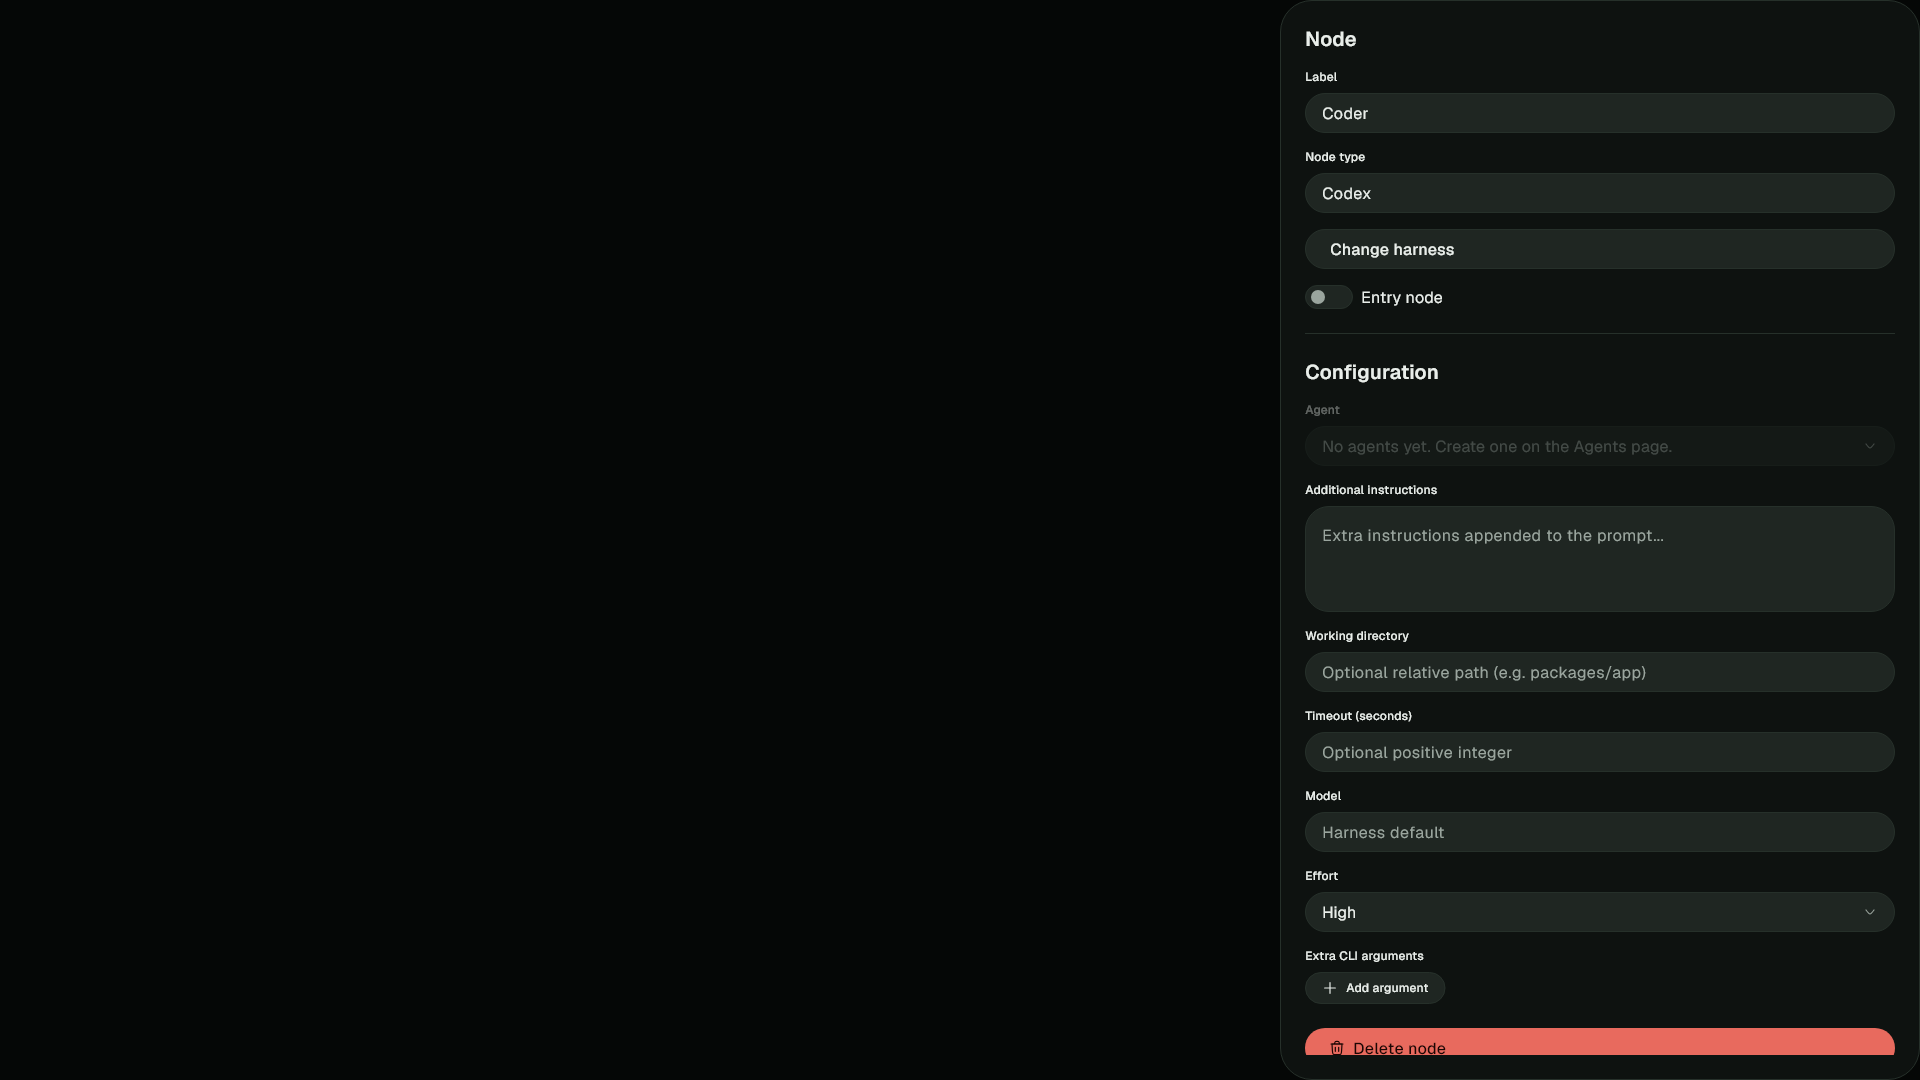 Node
Label
Coder
Node type
Codex
Change harness
Entry node
Configuration
Agent
No agents yet. Create one on the Agents page.
Additional instructions
Extra instructions appended to the prompt...
Working directory
Optional relative path (e.g. packages/app)
Timeout (seconds)
Optional positive integer
Model
Harness default
Effort
High
Extra CLI arguments
Add argument
Delete node